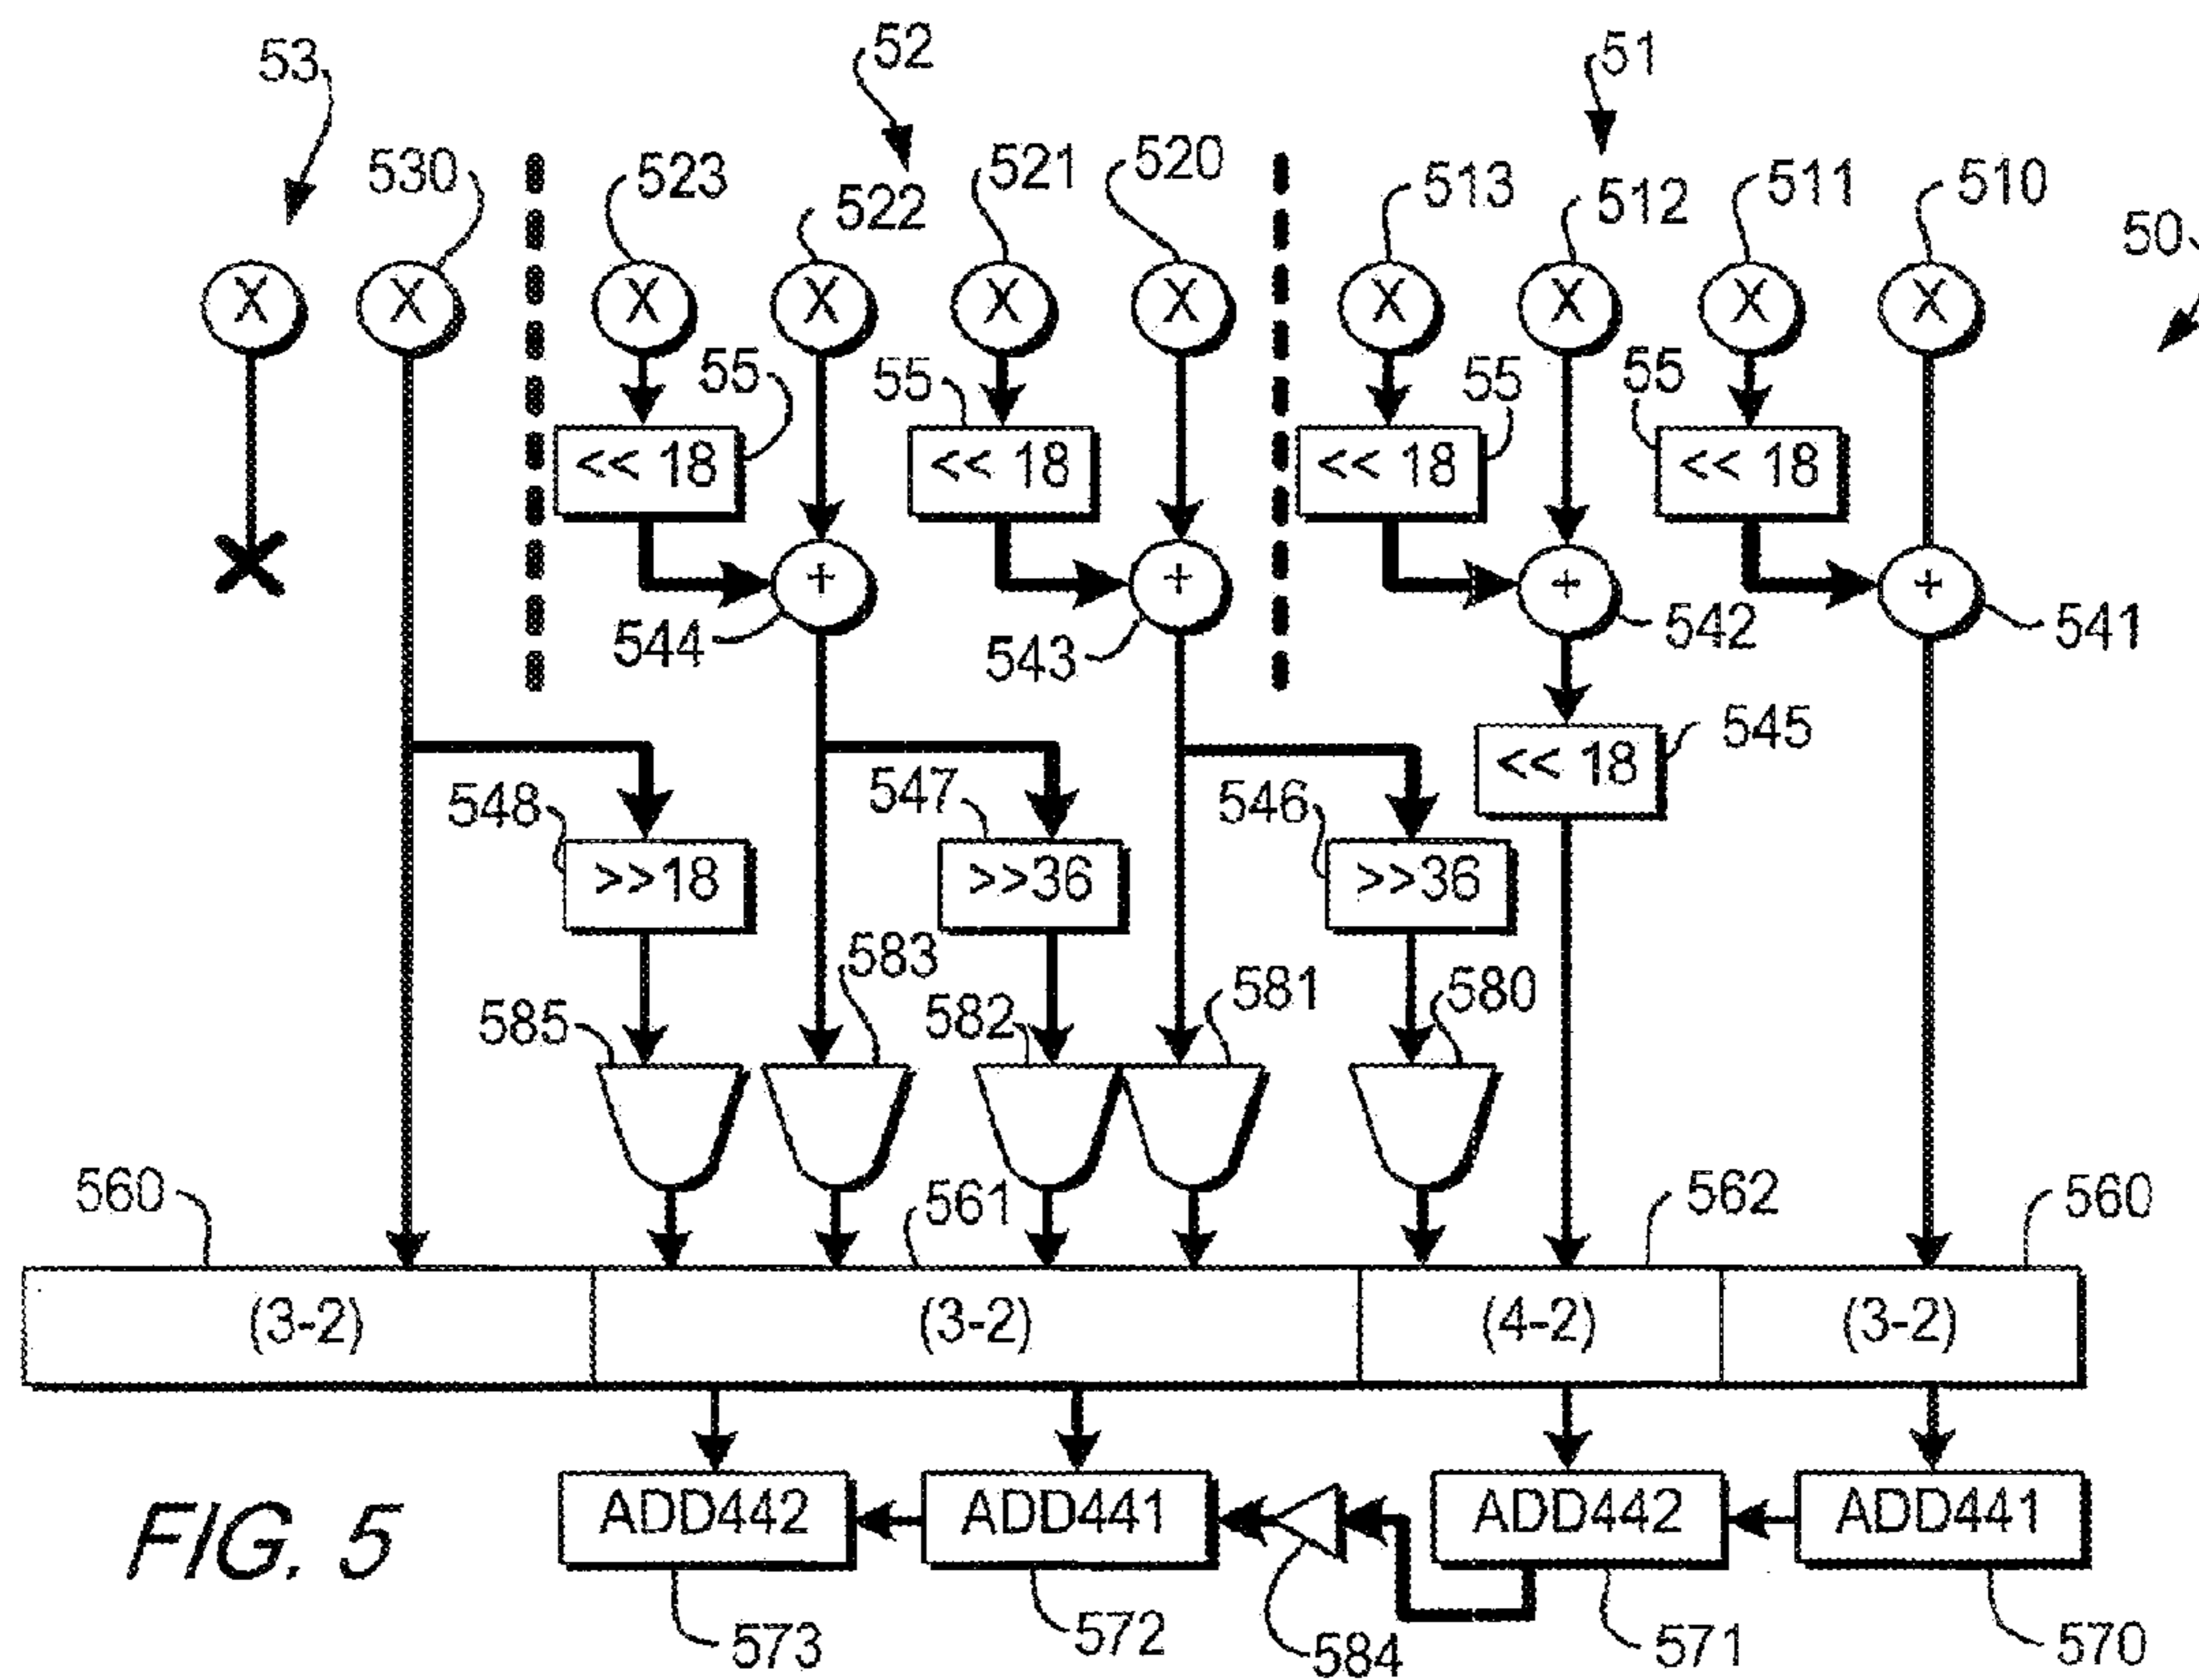 53
52
51
530
523
522
521
520
513
512
511
510
50
X X X X X X X X X X
55 55 55 55
<< 18 << 18 << 18 << 18
+ + + +
544 543 542 541
545
<< 18
548 547 546
>>18 >>36 >>36
585 583 582 581 580
560 561 562 560
(3-2) (3-2) (4-2) (3-2)
ADD442 ADD441 ADD442 ADD441
FIG. 5
573 572 584 571 570